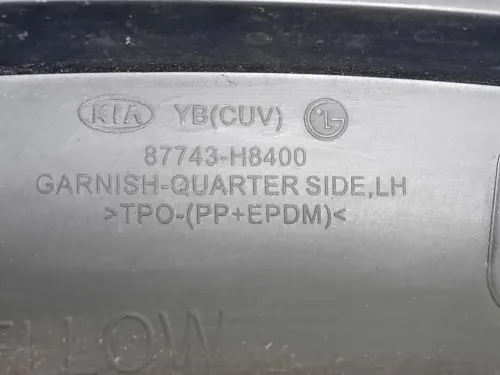 KIA YB(CUV) LG
87743-H8400
GARNISH-QUARTER SIDE,LH
>TPO-(PP+EPDM)<